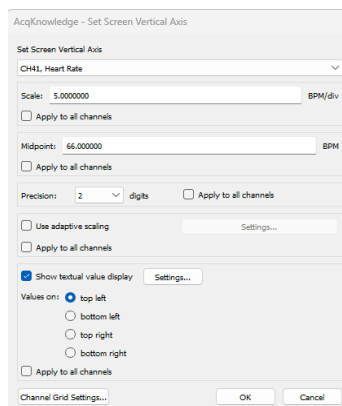 AcqKnowledge - Set Screen Vertical Axis
Set Screen Vertical Axis
CH41, Heart Rate
Scale: 5.0000000 BPM/div
Apply to all channels
Midpoint: 66.000000 BPM
Apply to all channels
Precision: 2 digits Apply to all channels
Use adaptive scaling Settings...
Apply to all channels
Show textual value display Settings...
Values on: top left
bottom left
top right
bottom right
Apply to all channels
Channel Grid Settings... OK Cancel